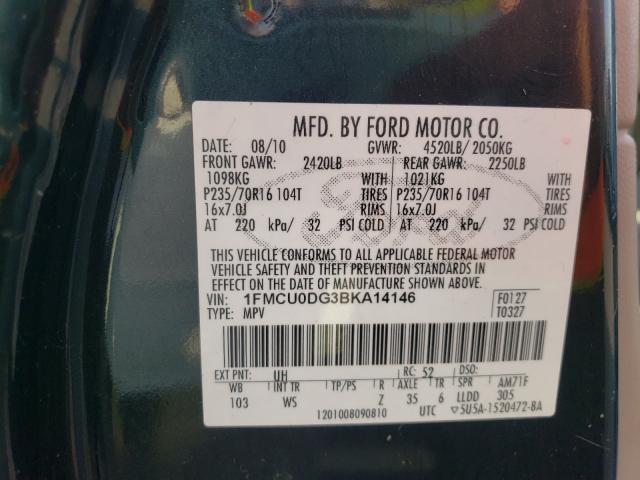 MFD. BY FORD MOTOR CO.
DATE: 08/10 GVWR: 4520LB/ 2050KG
FRONT GAWR: 2420LB REAR GAWR: 2250LB
1098KG WITH 1021KG WITH
P235/70R16 104T TIRES P235/70R16 104T TIRES
16x7.0J RIMS 16x7.0J RIMS
AT 220 kPa/ 32 PSI COLD AT 220 kPa/ 32 PSI COLD
THIS VEHICLE CONFORMS TO ALL APPLICABLE FEDERAL MOTOR
VEHICLE SAFETY AND THEFT PREVENTION STANDARDS IN
EFFECT ON THE DATE OF MANUFACTURE SHOWN ABOVE.
VIN: 1FMCU0DG3BKA14146 F0127
TYPE: MPV T0327
EXT PNT: UH RC: 52 DSO:
WB INT TR TP/PS R AXLE TR SPR AM71F
103 WS Z 35 6 LLDD 305
1201008090810 UTC ▽5U5A-1520472-BA